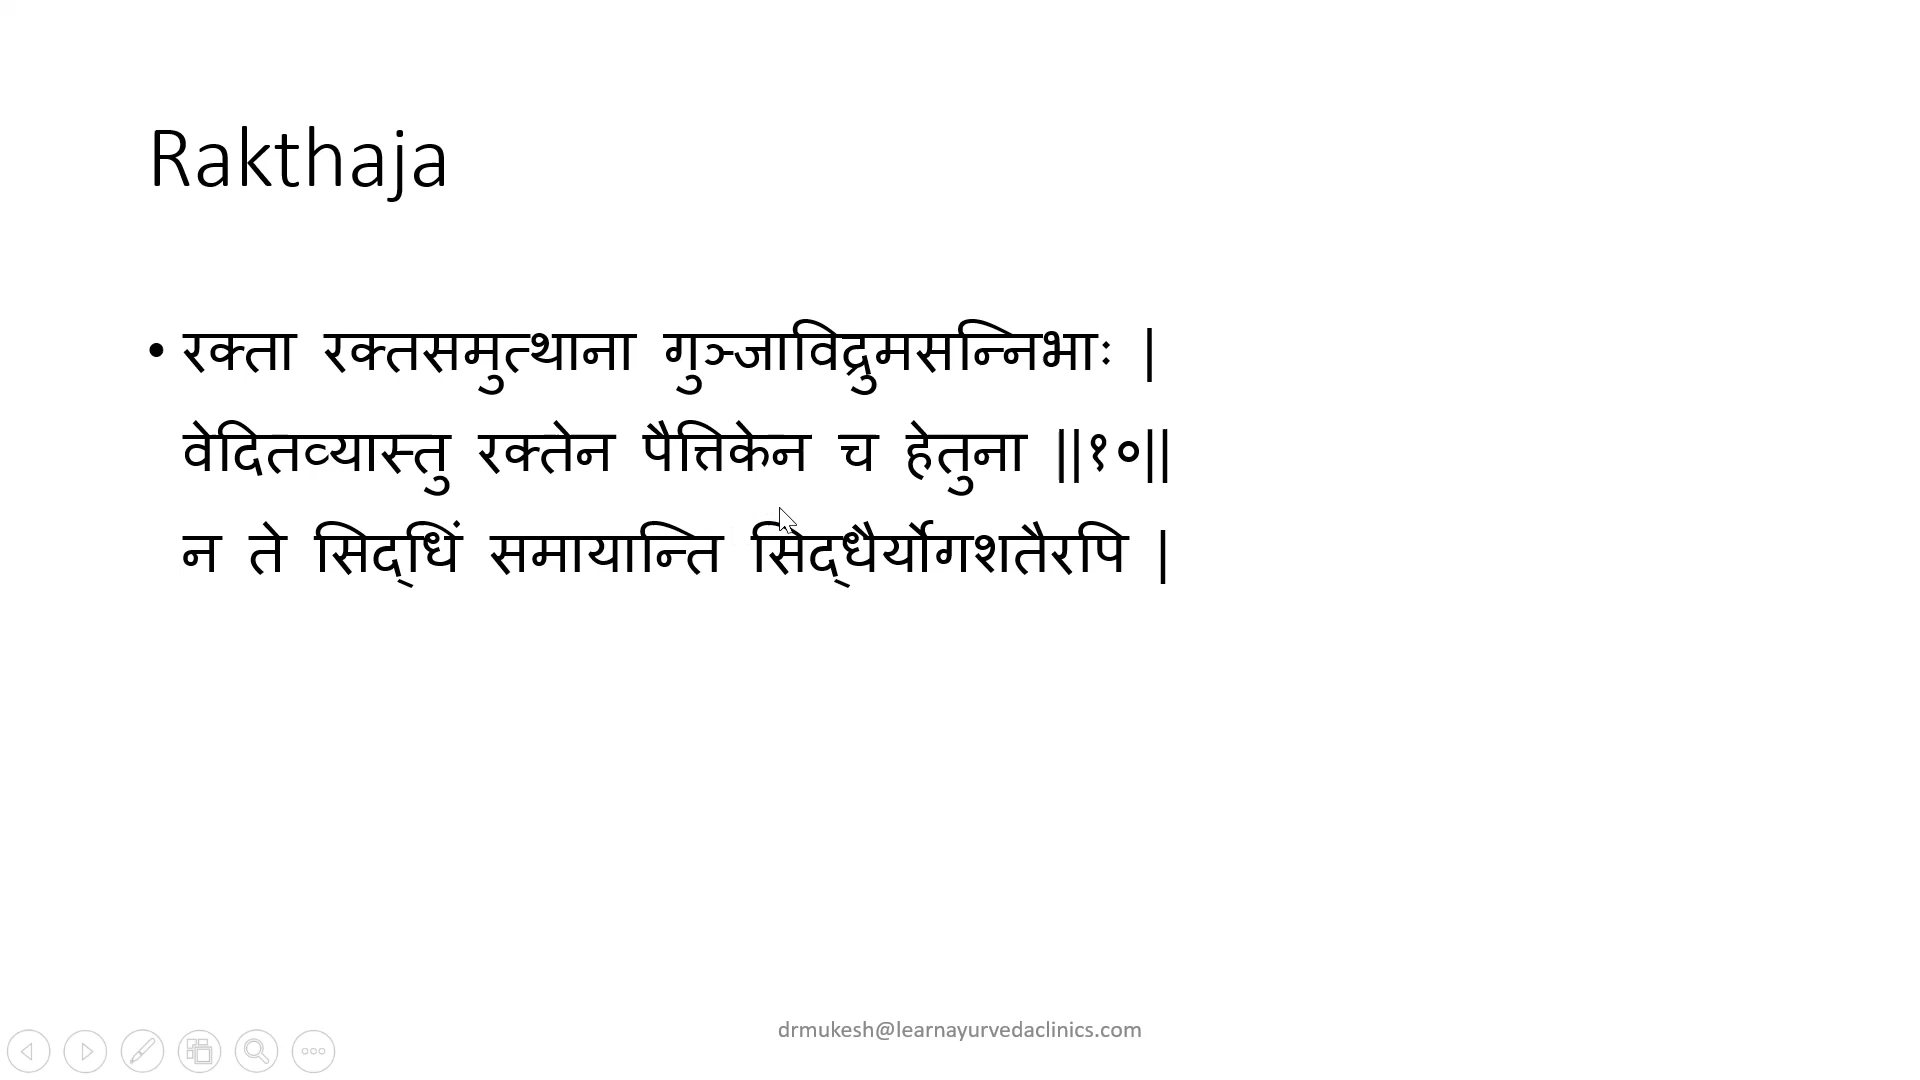 Rakthaja
• रक्ता रक्तसमुत्थाना गुञ्जाविद्रुमसन्निभाः |
वेदितव्यास्तु रक्तेन पैत्तिकेन च हेतुना ||१०||
न ते सिद्धिं समायान्ति सिद्धैर्योगशतैरपि |
drmukesh@learnayurvedaclinics.com